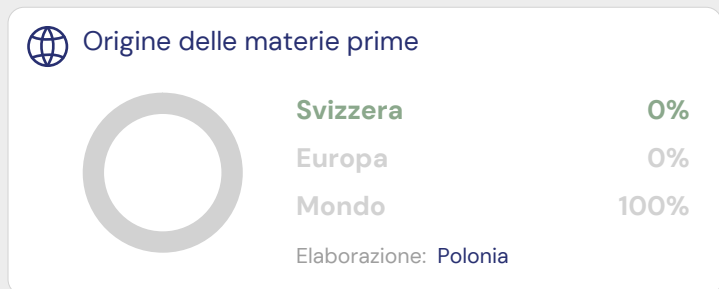 Origine delle materie prime
Svizzera 0%
Europa 0%
Mondo 100%
Elaborazione: Polonia